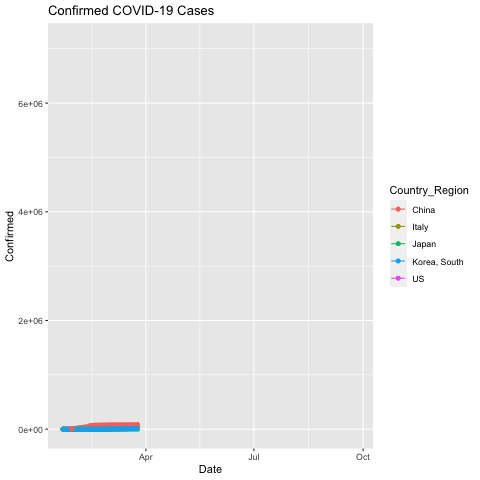 Confirmed COVID-19 Cases
6e+06
4e+06
2e+06
0e+00
Confirmed
Apr
Jul
Oct
Date
Country_Region
China
Italy
Japan
Korea, South
US